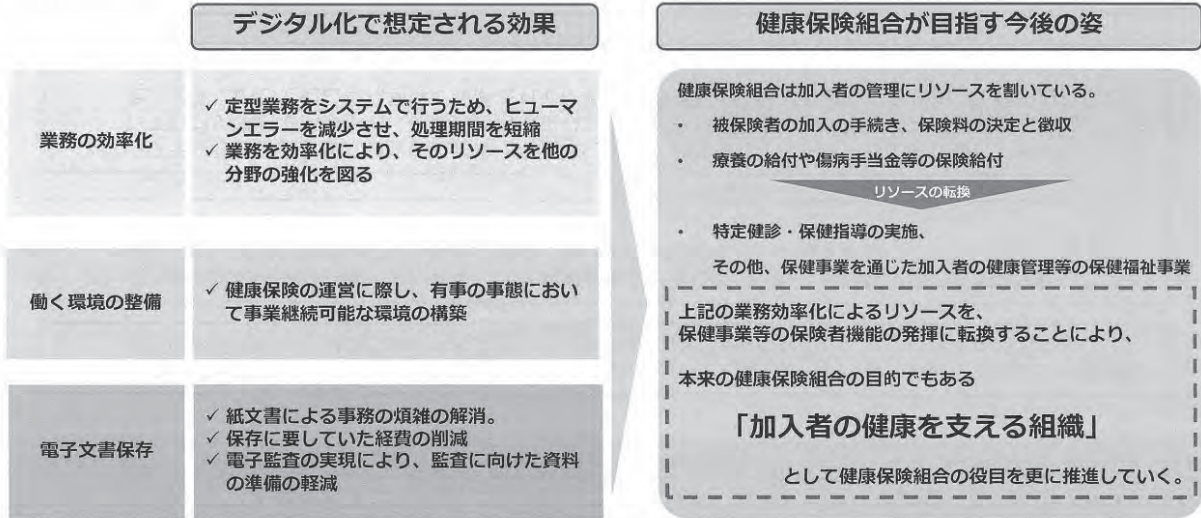 デジタル化で想定される効果
健康保険組合が目指す今後の姿
業務の効率化
✓ 定型業務をシステムで行うため、ヒューマ
ンエラーを減少させ、処理期間を短縮
✓ 業務を効率化により、そのリソースを他の
分野の強化を図る
働く環境の整備
✓ 健康保険の運営に際し、有事の事態におい
て事業継続可能な環境の構築
電子文書保存
✓ 紙文書による事務の煩雑の解消。
✓ 保存に要していた経費の削減
✓ 電子監査の実現により、監査に向けた資料
の準備の軽減
健康保険組合は加入者の管理にリソースを割いている。
・ 被保険者の加入の手続き、保険料の決定と徴収
・ 療養の給付や傷病手当金等の保険給付
リソースの転換
・ 特定健診・保健指導の実施、
その他、保健事業を通じた加入者の健康管理等の保健福祉事業
上記の業務効率化によるリソースを、
保健事業等の保険者機能の発揮に転換することにより、
本来の健康保険組合の目的でもある
「加入者の健康を支える組織」
として健康保険組合の役目を更に推進していく。